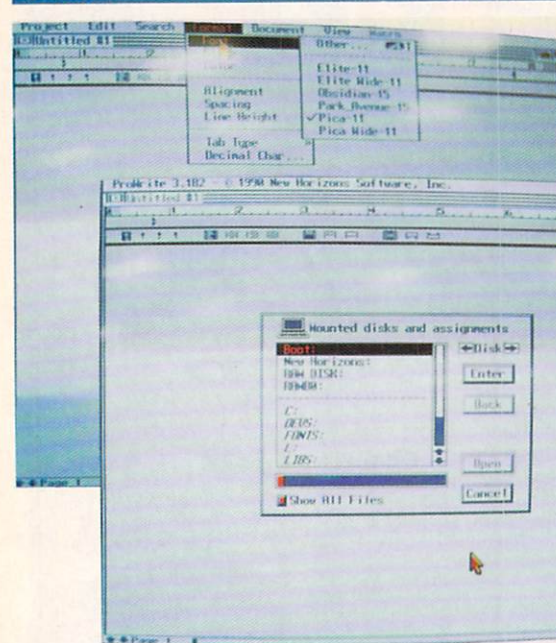 Project Edit Search Format Document View Macro
Untitled #1
Other...
Elite-11
Elite Wide-11
Obsidian-15
Park_Avenue-15
✓Pica-11
Pica Wide-11
Alignment
Spacing
Line Height
Tab Type
Decimal Char...
Page 1
ProWrite 3.182 - © 1990 New Horizons Software, Inc.
Untitled #1
Mounted disks and assignments
Boot:
New Horizons:
RAM DISK:
C:
DEVS:
FONTS:
L:
LIBS:
Disk
Enter
Back
Open
Cancel
Show All Files
Page 1